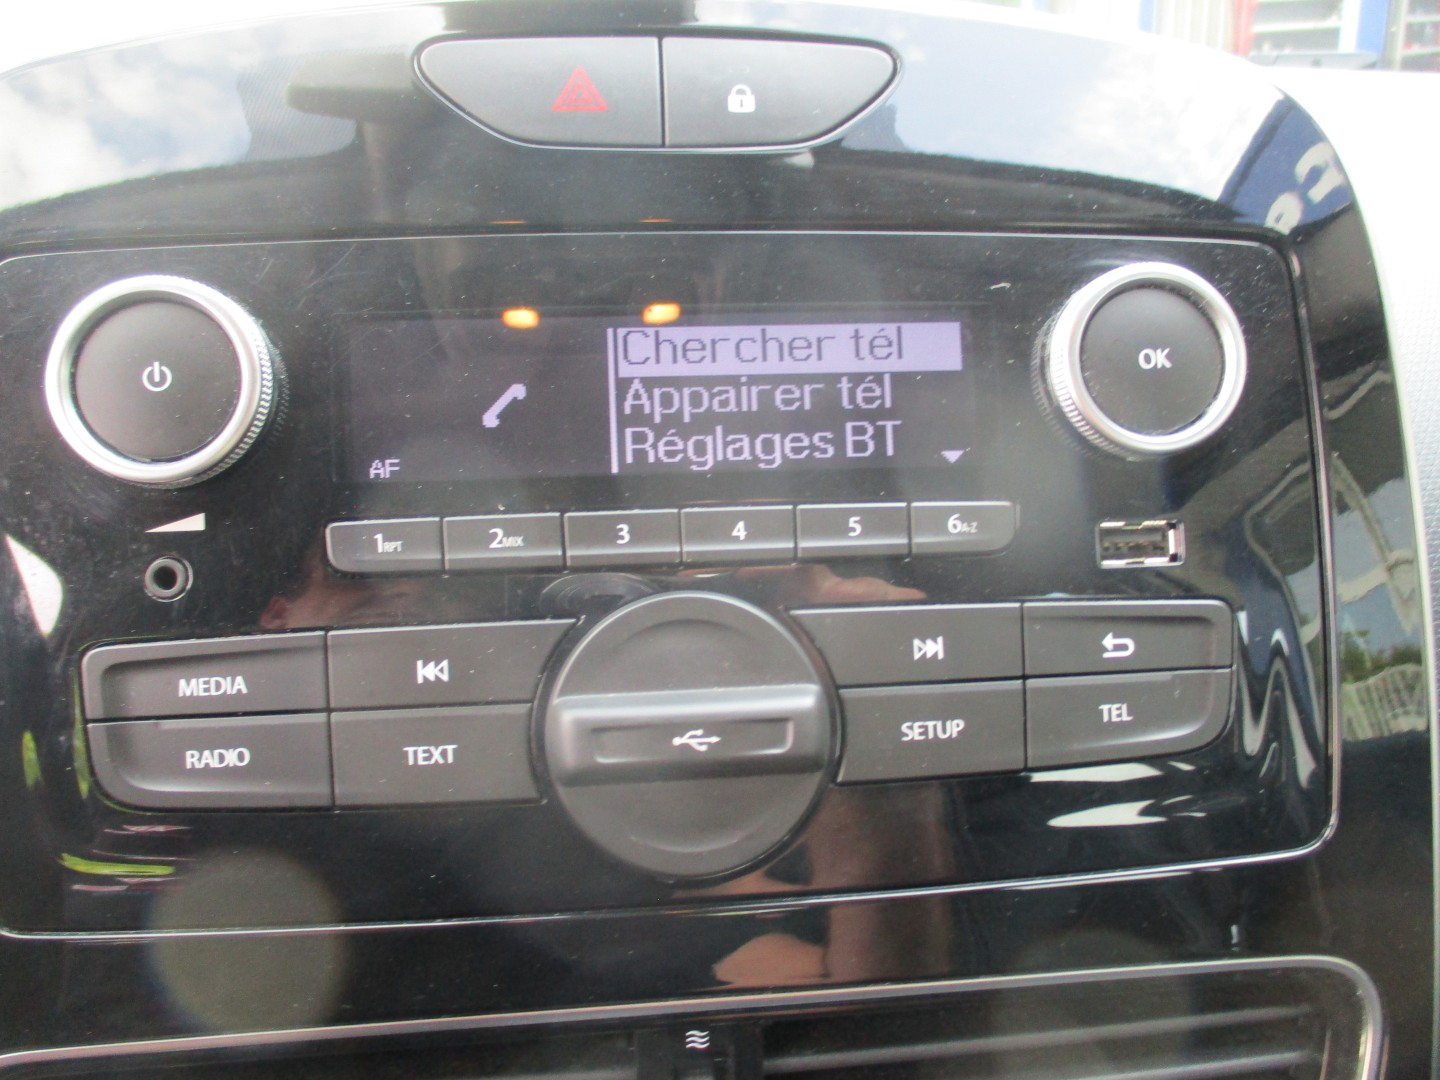 Chercher tél
Appairer tél
Réglages BT
AF
OK
1RPT 2MIX 3 4 5 6A-Z
MEDIA
RADIO
TEXT
SETUP
TEL